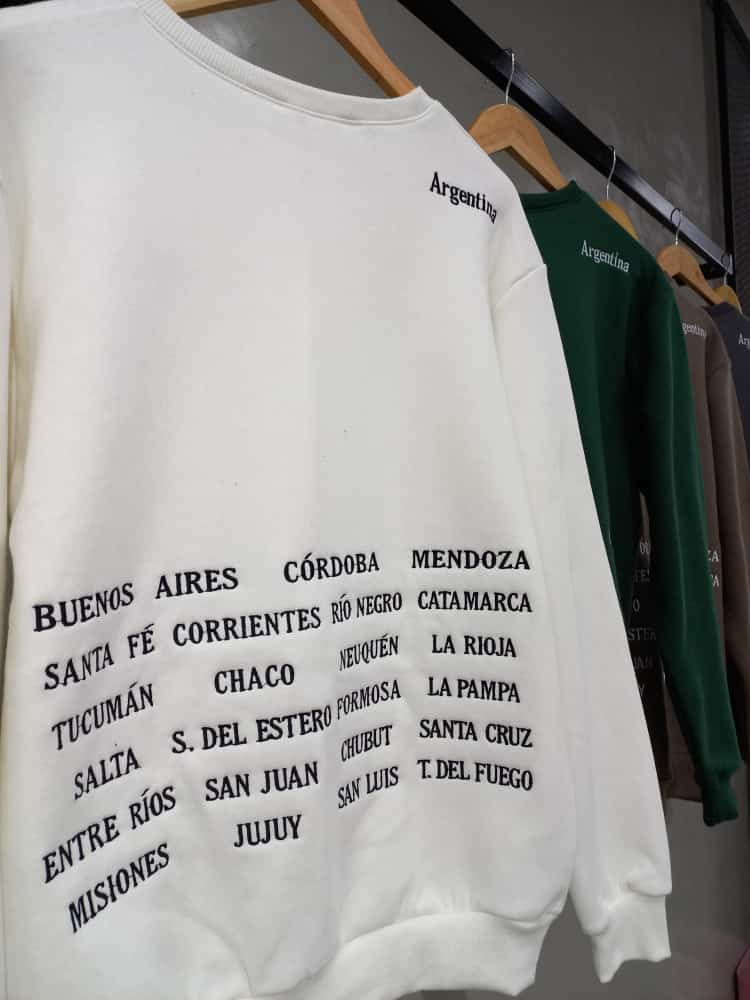 Argentina
BUENOS AIRES CÓRDOBA MENDOZA
SANTA FÉ CORRIENTES RÍO NEGRO CATAMARCA
TUCUMÁN CHACO NEUQUÉN LA RIOJA
SALTA S. DEL ESTERO FORMOSA LA PAMPA
ENTRE RÍOS SAN JUAN CHUBUT SANTA CRUZ
MISIONES JUJUY SAN LUIS T. DEL FUEGO
Argentina